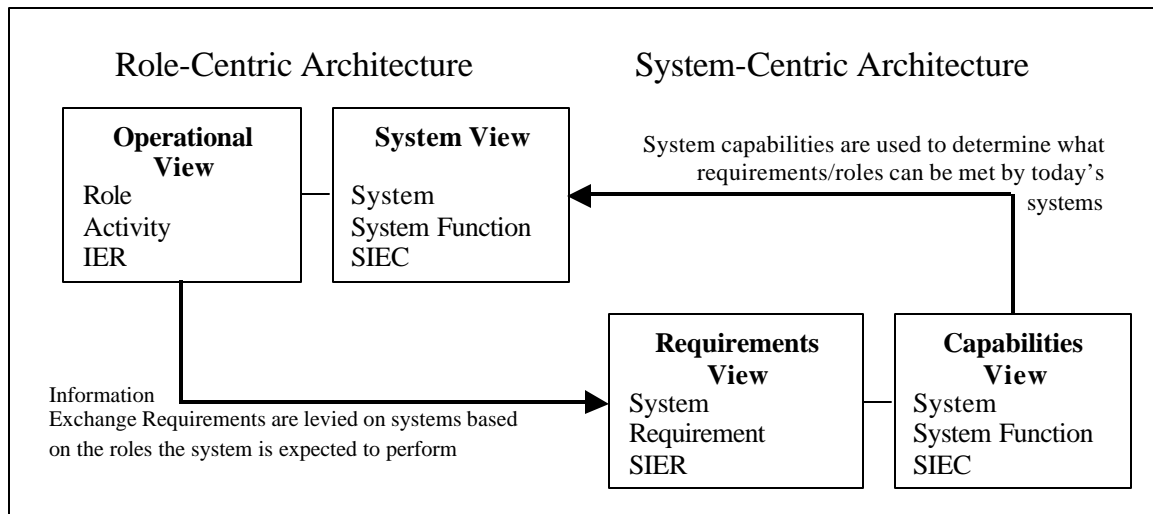 Role-Centric Architecture
System-Centric Architecture
Operational
View
Role
Activity
IER
System View
System
System Function
SIEC
System capabilities are used to determine what
requirements/roles can be met by today’s
systems
Information
Exchange Requirements are levied on systems based
on the roles the system is expected to perform
Requirements
View
System
Requirement
SIER
Capabilities
View
System
System Function
SIEC